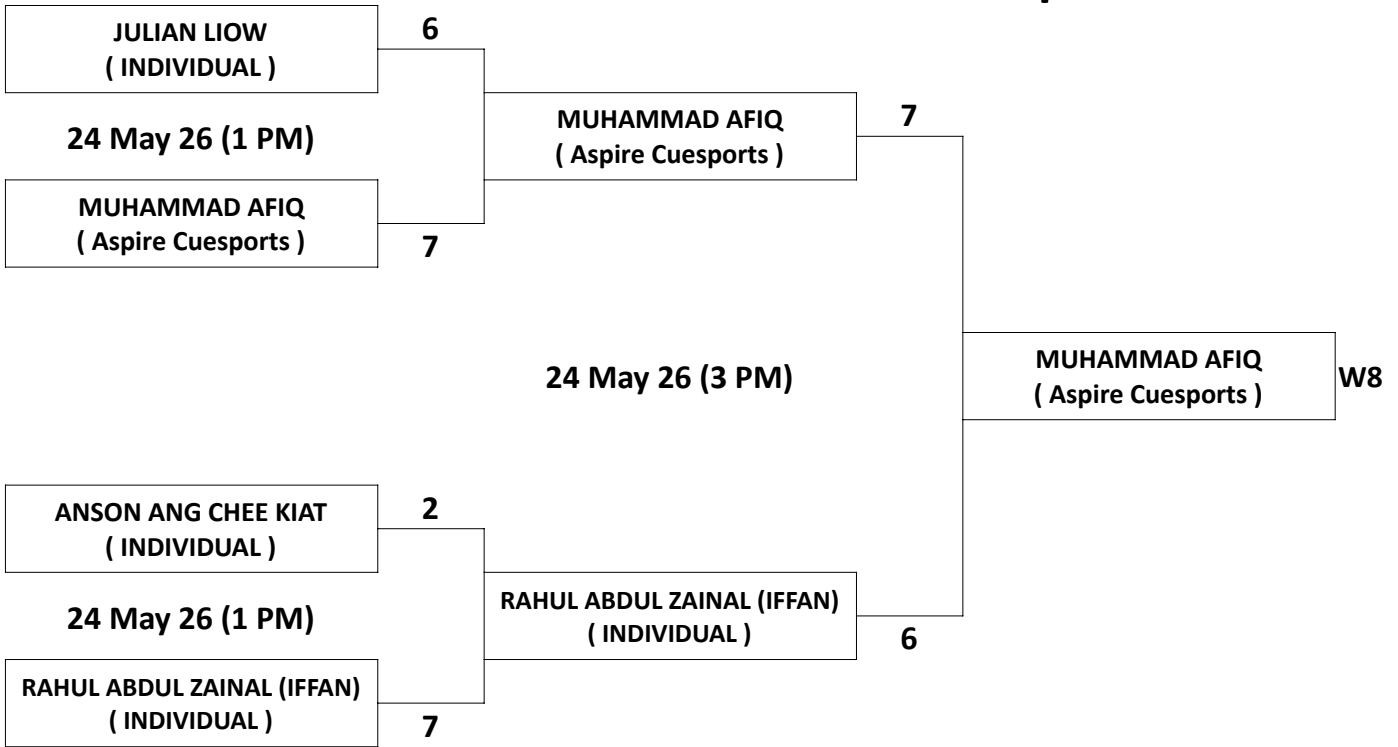 JULIAN LIOW
( INDIVIDUAL )
6
24 May 26 (1 PM)
MUHAMMAD AFIQ
( Aspire Cuesports )
7
MUHAMMAD AFIQ
( Aspire Cuesports )
7
24 May 26 (3 PM)
MUHAMMAD AFIQ
( Aspire Cuesports )
W8
ANSON ANG CHEE KIAT
( INDIVIDUAL )
2
24 May 26 (1 PM)
RAHUL ABDUL ZAINAL (IFFAN)
( INDIVIDUAL )
7
RAHUL ABDUL ZAINAL (IFFAN)
( INDIVIDUAL )
6